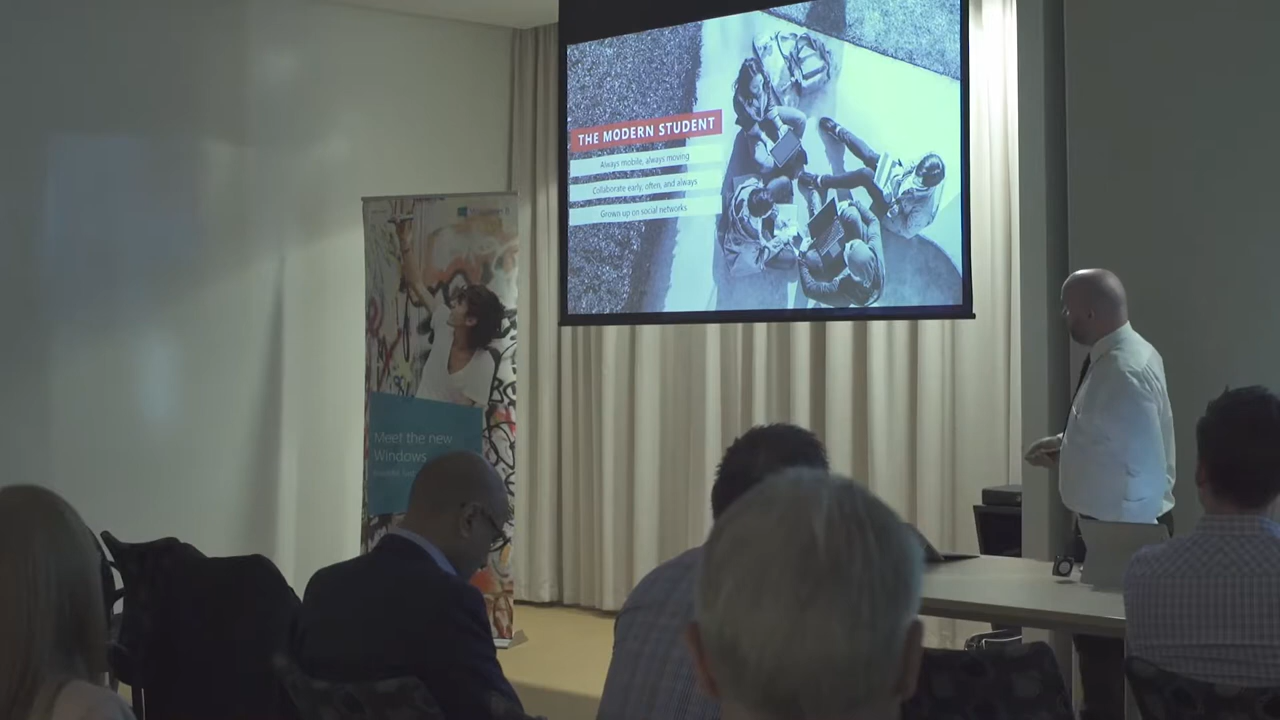 THE MODERN STUDENT
Always mobile, always moving
Collaborate early, often, and always
Grown up on social networks
Meet the new
Windows